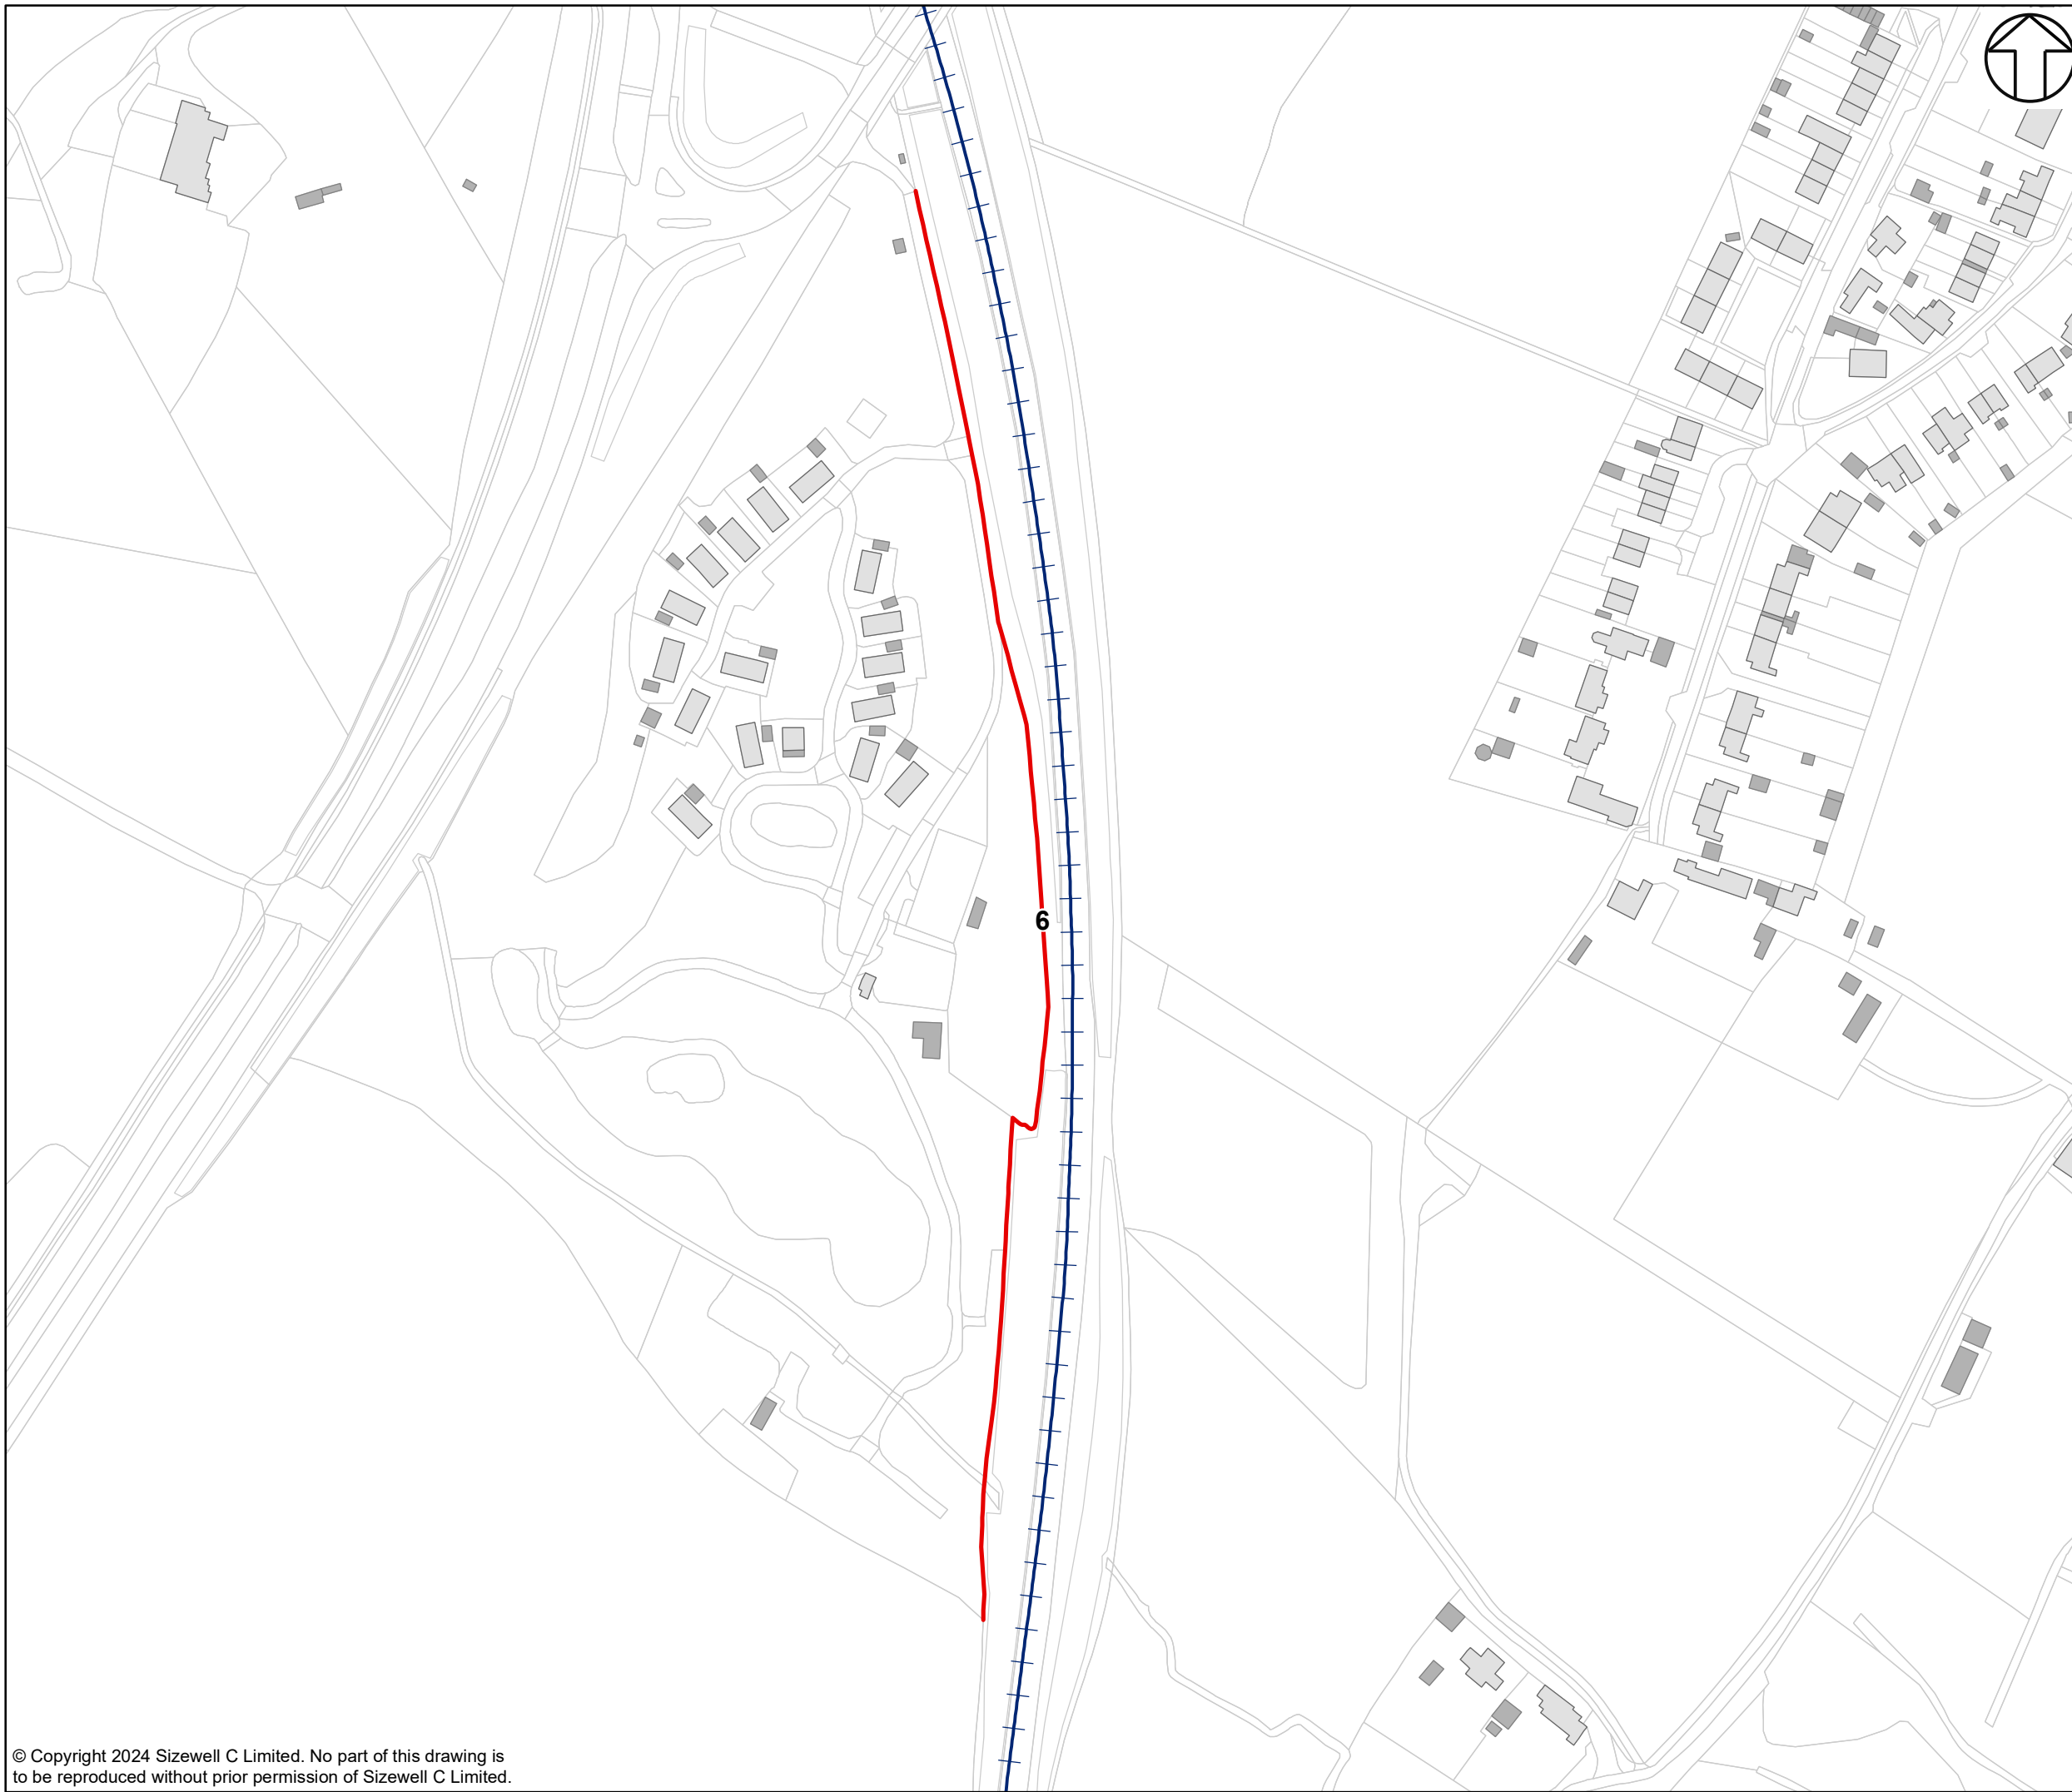 6
© Copyright 2024 Sizewell C Limited. No part of this drawing is
to be reproduced without prior permission of Sizewell C Limited.